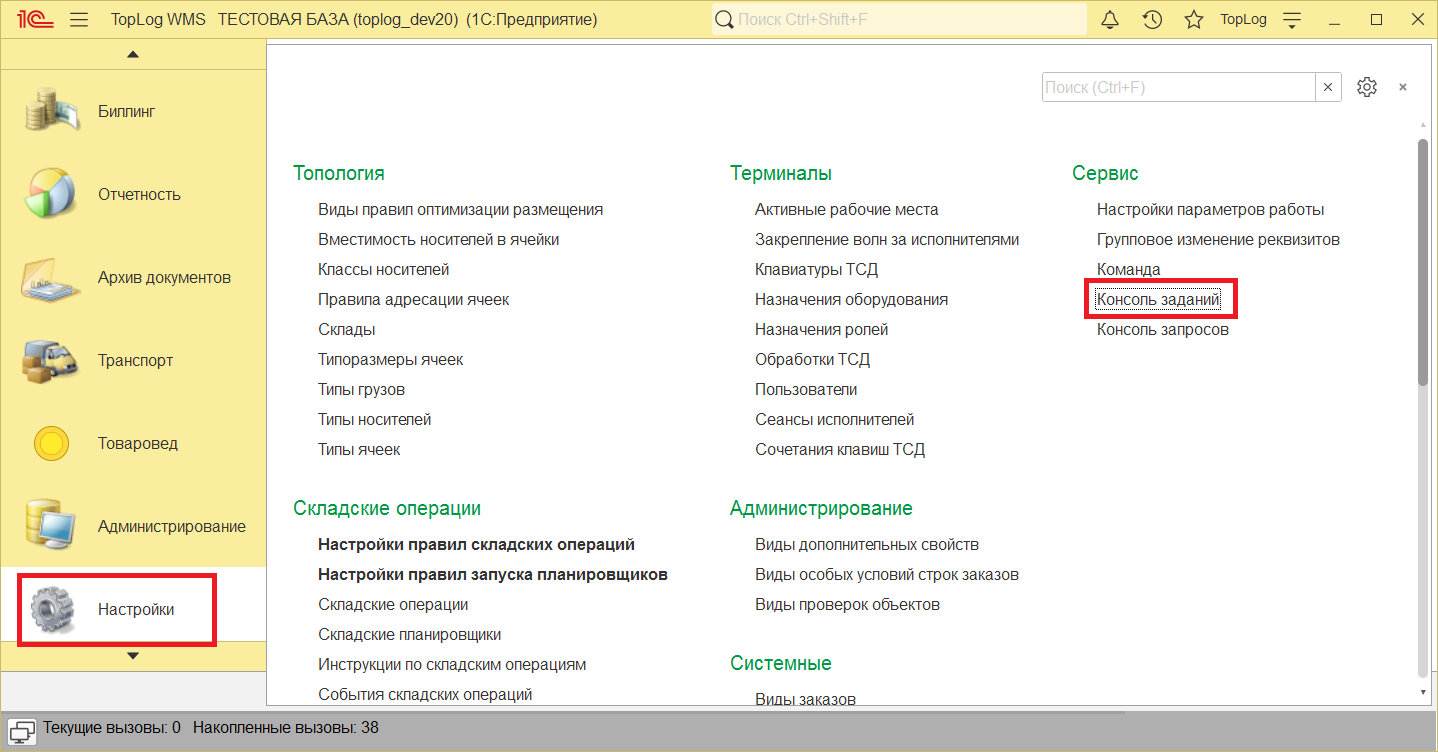 1С TopLog WMS ТЕСТОВАЯ БАЗА (toplog_dev20) (1С:Предприятие)
Поиск Ctrl+Shift+F
TopLog
Биллинг
Отчетность
Архив документов
Транспорт
Товаровед
Администрирование
Настройки
Поиск (Ctrl+F)
Топология
Виды правил оптимизации размещения
Вместимость носителей в ячейки
Классы носителей
Правила адресации ячеек
Склады
Типоразмеры ячеек
Типы грузов
Типы носителей
Типы ячеек
Складские операции
Настройки правил складских операций
Настройки правил запуска планировщиков
Складские операции
Складские планировщики
Инструкции по складским операциям
События складских операций
Терминалы
Активные рабочие места
Закрепление волн за исполнителями
Клавиатуры ТСД
Назначения оборудования
Назначения ролей
Обработки ТСД
Пользователи
Сеансы исполнителей
Сочетания клавиш ТСД
Администрирование
Виды дополнительных свойств
Виды особых условий строк заказов
Виды проверок объектов
Системные
Виды заказов
Сервис
Настройки параметров работы
Групповое изменение реквизитов
Команда
Консоль заданий
Консоль запросов
Текущие вызовы: 0 Накопленные вызовы: 38